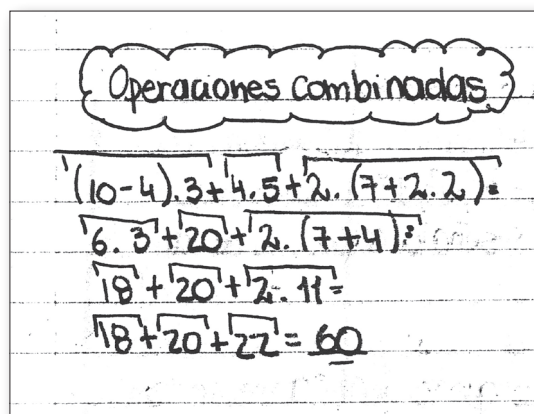 Operaciones Combinadas
(10-4).3+4.5+2.(7+2.2)=
6.3+20+2.(7+4)=
18+20+2.11=
18+20+22=60